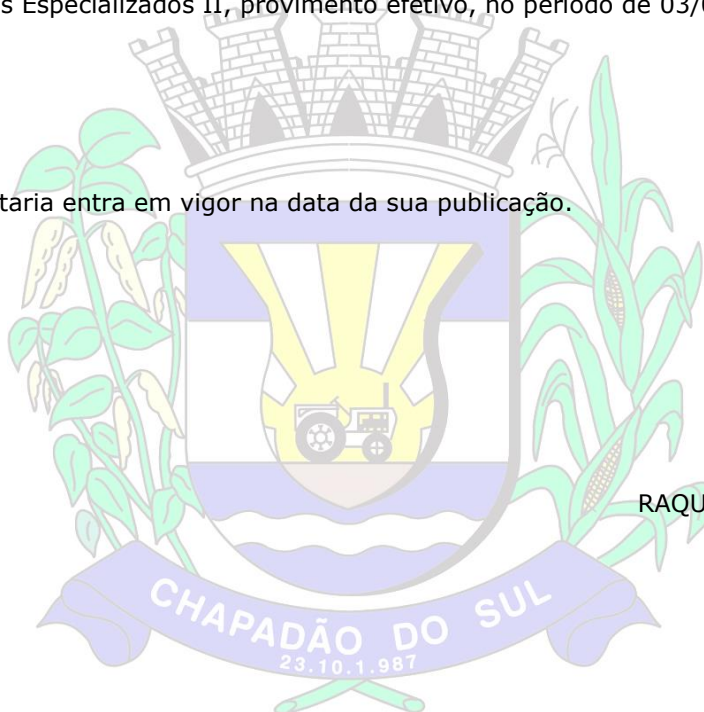 s Especializados II, provimento efetivo, no período de 03/0
taria entra em vigor na data da sua publicação.
RAQU
CHAPADÃO DO SUL
23.10.1.987